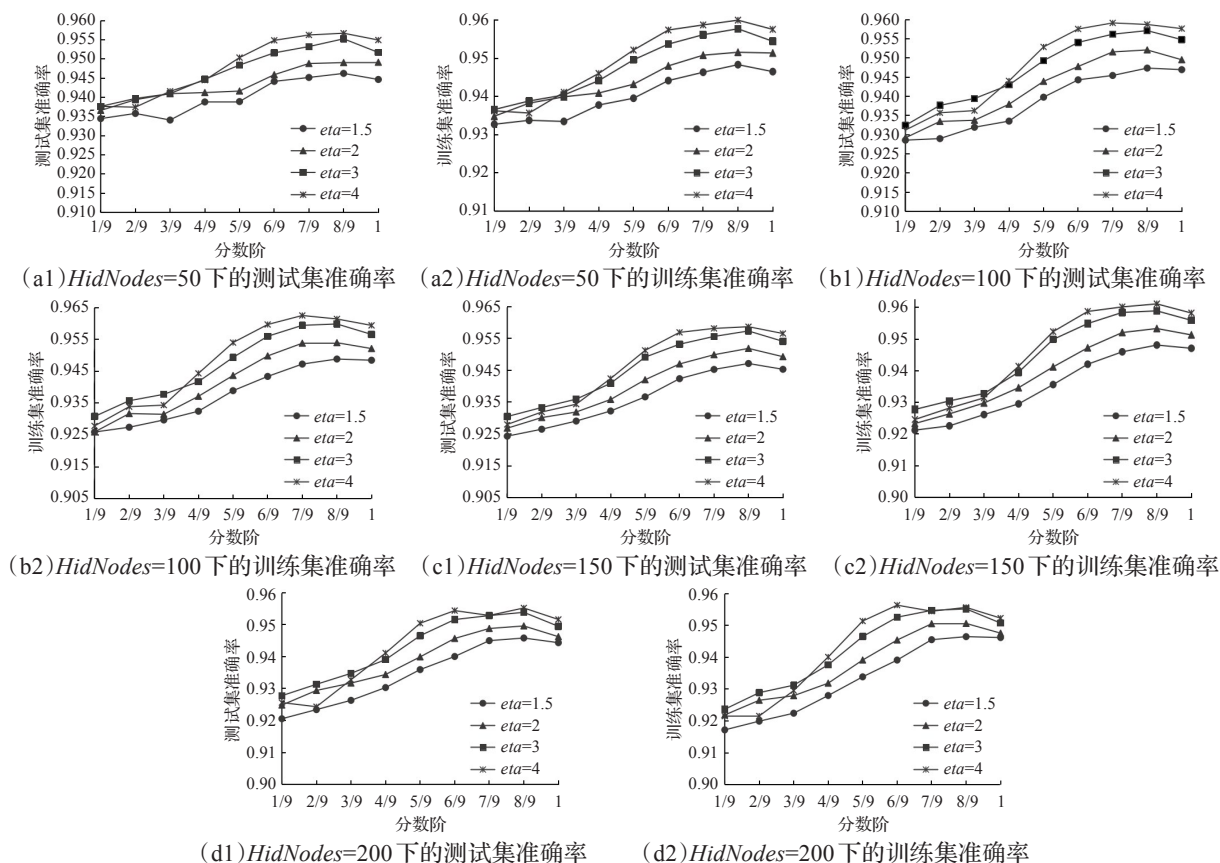 0.960
0.955
0.950
0.945
0.940
0.935
0.930
0.925
0.920
0.915
0.910
测试集准确率
1/9 2/9 3/9 4/9 5/9 6/9 7/9 8/9 1
分数阶
eta=1.5
eta=2
eta=3
eta=4
(a1)HidNodes=50下的测试集准确率
0.96
0.95
0.94
0.93
0.92
0.91
训练集准确率
1/9 2/9 3/9 4/9 5/9 6/9 7/9 8/9 1
分数阶
eta=1.5
eta=2
eta=3
eta=4
(a2)HidNodes=50下的训练集准确率
0.960
0.955
0.950
0.945
0.940
0.935
0.930
0.925
0.920
0.915
0.910
测试集准确率
1/9 2/9 3/9 4/9 5/9 6/9 7/9 8/9 1
分数阶
eta=1.5
eta=2
eta=3
eta=4
(b1)HidNodes=100下的测试集准确率
0.965
0.955
0.945
0.935
0.925
0.915
0.905
训练集准确率
1/9 2/9 3/9 4/9 5/9 6/9 7/9 8/9 1
分数阶
eta=1.5
eta=2
eta=3
eta=4
(b2)HidNodes=100下的训练集准确率
0.965
0.955
0.945
0.935
0.925
0.915
0.905
测试集准确率
1/9 2/9 3/9 4/9 5/9 6/9 7/9 8/9 1
分数阶
eta=1.5
eta=2
eta=3
eta=4
(c1)HidNodes=150下的测试集准确率
0.96
0.95
0.94
0.93
0.92
0.91
0.90
训练集准确率
1/9 2/9 3/9 4/9 5/9 6/9 7/9 8/9 1
分数阶
eta=1.5
eta=2
eta=3
eta=4
(c2)HidNodes=150下的训练集准确率
0.96
0.95
0.94
0.93
0.92
0.91
0.90
测试集准确率
1/9 2/9 3/9 4/9 5/9 6/9 7/9 8/9 1
分数阶
eta=1.5
eta=2
eta=3
eta=4
(d1)HidNodes=200下的测试集准确率
0.96
0.95
0.94
0.93
0.92
0.91
0.90
训练集准确率
1/9 2/9 3/9 4/9 5/9 6/9 7/9 8/9 1
分数阶
eta=1.5
eta=2
eta=3
eta=4
(d2)HidNodes=200下的训练集准确率